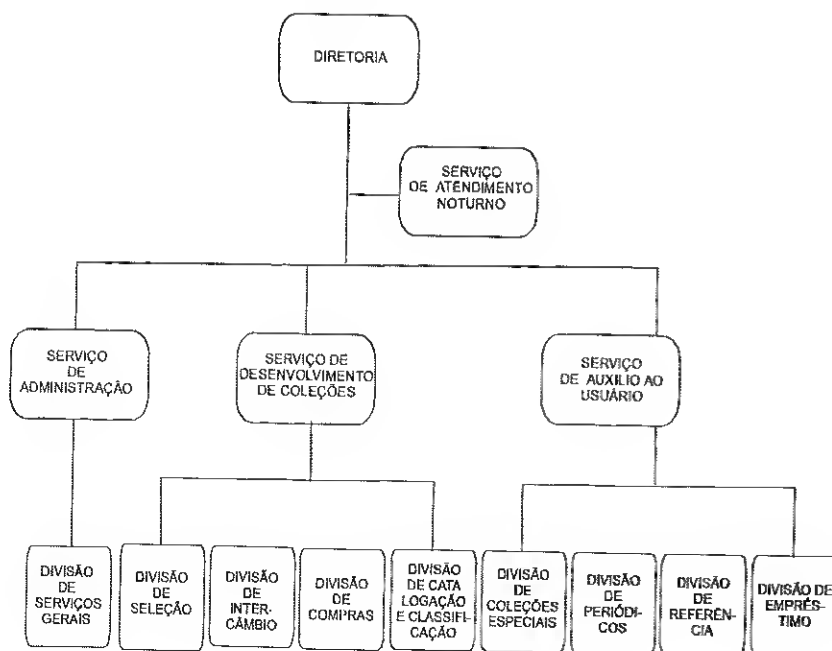 DIRETORIA
SERVIÇO
DE ATENDIMENTO
NOTURNO
SERVIÇO
DE
ADMINISTRAÇÃO
SERVIÇO DE
DESENVOLVIMENTO
DE COLEÇÕES
SERVIÇO
DE AUXILIO AO
USUÁRIO
DIVISÃO
DE
SERVIÇOS
GERAIS
DIVISÃO
DE
SELEÇÃO
DIVISÃO
DE
INTER-
CÂMBIO
DIVISÃO
DE
COMPRAS
DIVISÃO
DE CATA
LOGAÇÃO
E CLASSIFI-
CAÇÃO
DIVISÃO
DE
COLEÇÕES
ESPECIAIS
DIVISÃO
DE
PERIÓDI-
COS
DIVISÃO
DE
REFERÊN-
CIA
DIVISÃO DE
EMPRÉS-
TIMO